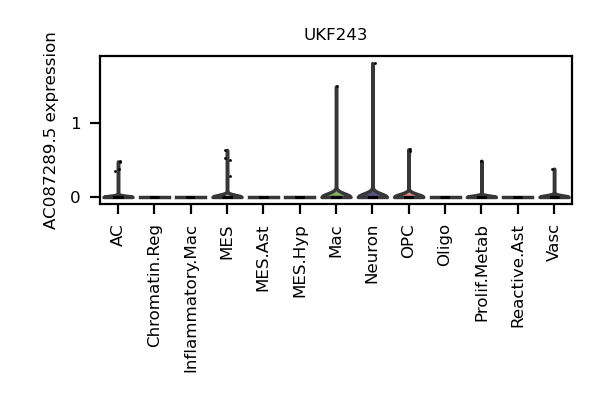 UKF243
AC087289.5 expression
1
0
AC
Chromatin.Reg
Inflammatory.Mac
MES
MES.Ast
MES.Hyp
Mac
Neuron
OPC
Oligo
Prolif.Metab
Reactive.Ast
Vasc